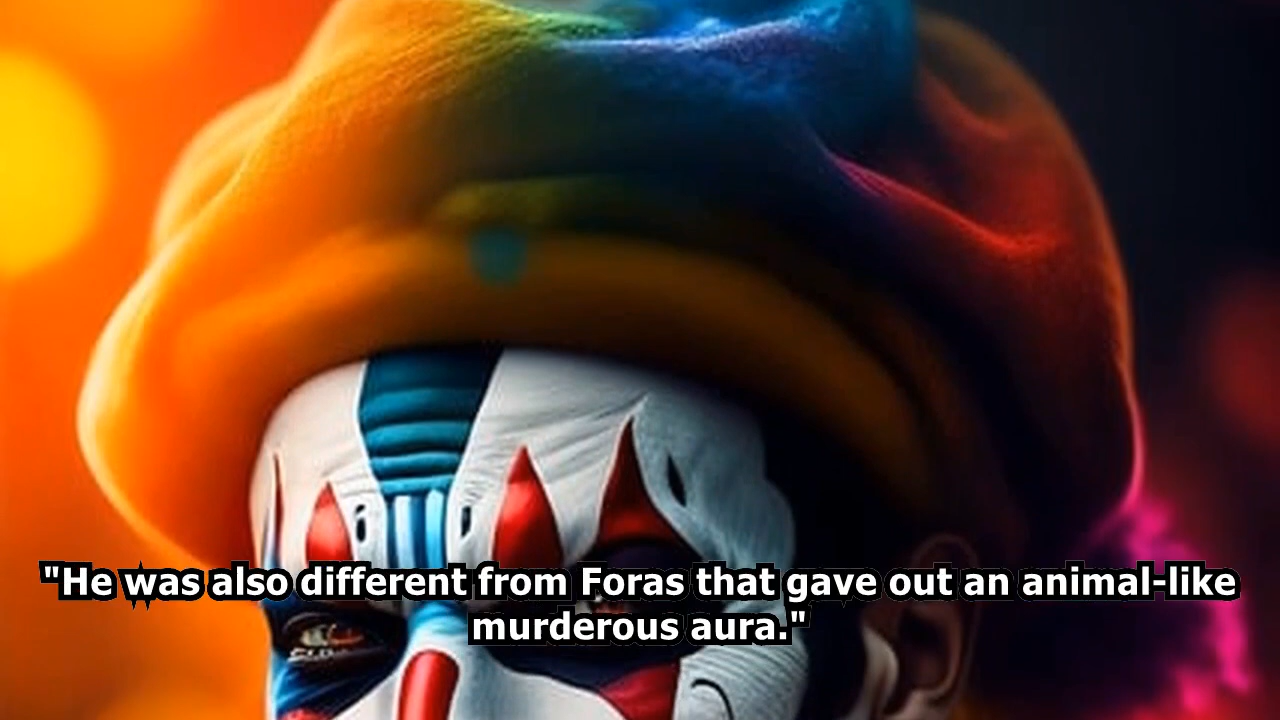 "He was also different from Foras that gave out an animal-like
murderous aura."